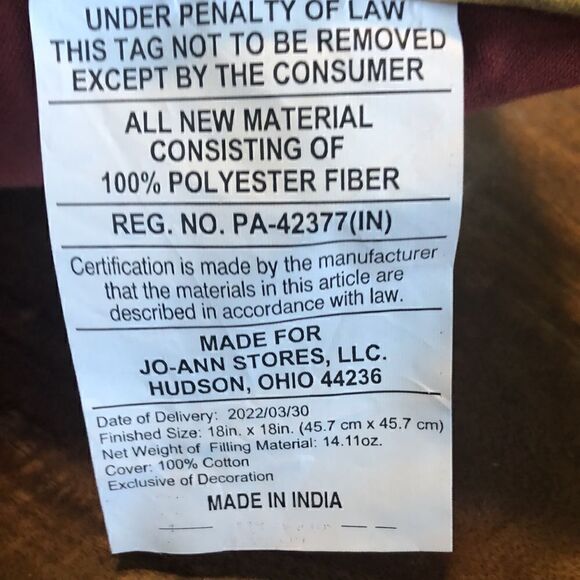 UNDER PENALTY OF LAW
THIS TAG NOT TO BE REMOVED
EXCEPT BY THE CONSUMER
ALL NEW MATERIAL
CONSISTING OF
100% POLYESTER FIBER
REG. NO. PA-42377(IN)
Certification is made by the manufacturer
that the materials in this article are
described in accordance with law.
MADE FOR
JO-ANN STORES, LLC.
HUDSON, OHIO 44236
Date of Delivery: 2022/03/30
Finished Size: 18in. x 18in. (45.7 cm x 45.7 cm)
Net Weight of Filling Material: 14.11oz.
Cover: 100% Cotton
Exclusive of Decoration
MADE IN INDIA